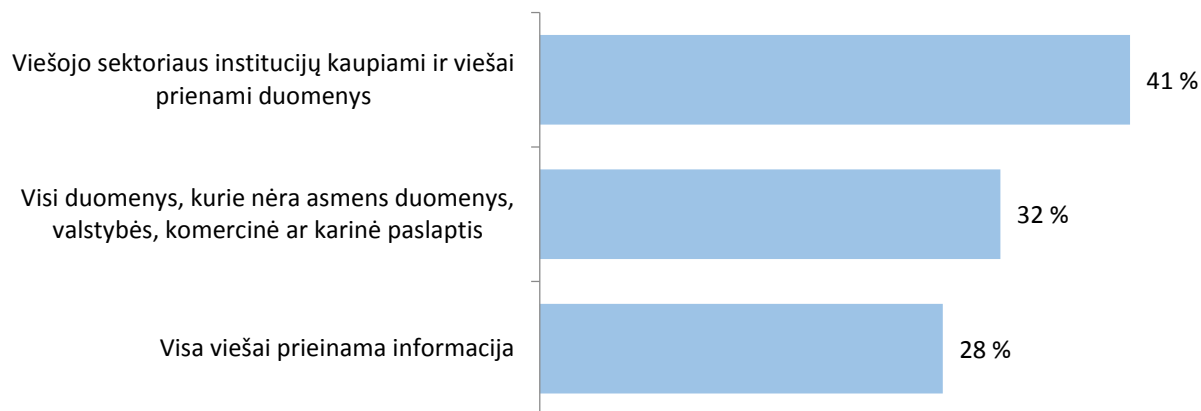 Viešojo sektoriaus institucijų kaupiami ir viešai
prienami duomenys
41 %
Visi duomenys, kurie nėra asmens duomenys,
valstybės, komercinė ar karinė paslaptis
32 %
Visa viešai prieinama informacija
28 %